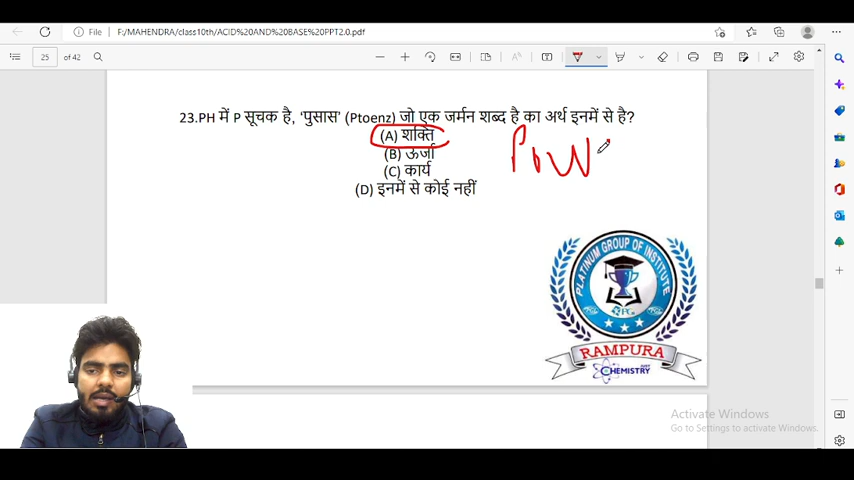 File
F:/MAHENDRA/class10th/ACID%20AND%20BASE%20PPT2.0.pdf
25 of 42
23.PH में P सूचक है, ‘पुसास’ (Ptoenz) जो एक जर्मन शब्द है का अर्थ इनमें से है?
(A) शक्ति
(B) ऊर्जा
(C) कार्य
(D) इनमें से कोई नहीं
PoW
PLATINUM GROUP OF INSTITUTE
RAMPURA
CHEMISTRY
Activate Windows
Go to Settings to activate Windows.